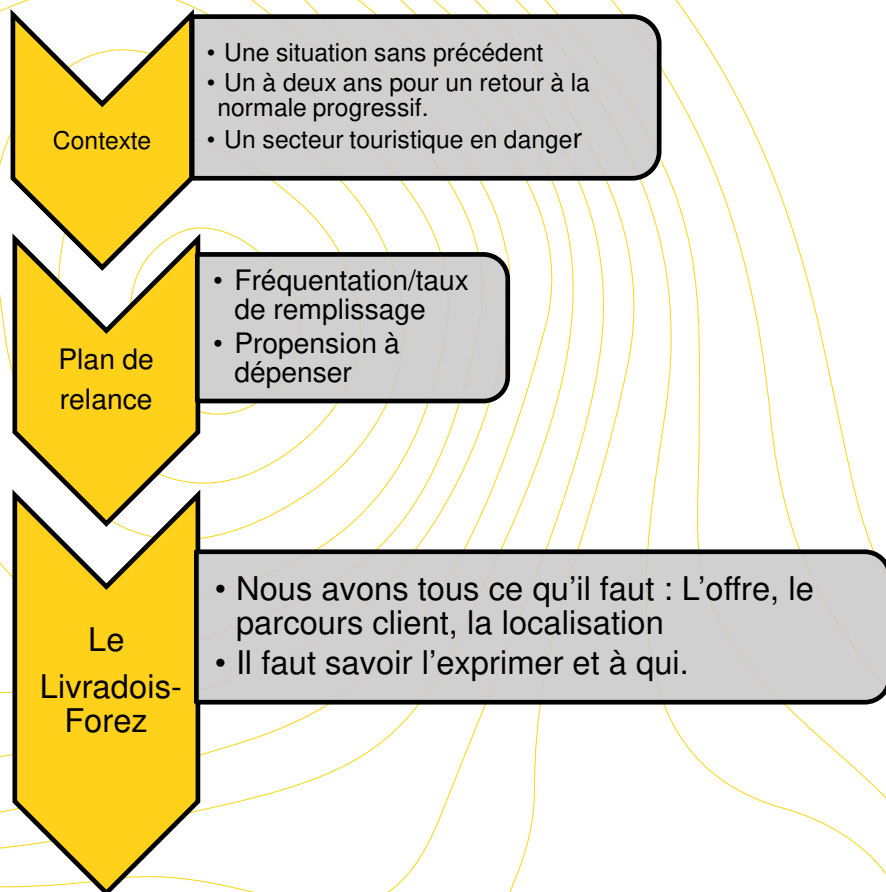 Contexte
• Une situation sans précédent
• Un à deux ans pour un retour à la
normale progressif.
• Un secteur touristique en danger
Plan de
relance
• Fréquentation/taux
de remplissage
• Propension à
dépenser
Le
Livradois-
Forez
• Nous avons tous ce qu'il faut : L'offre, le
parcours client, la localisation
• Il faut savoir l'exprimer et à qui.